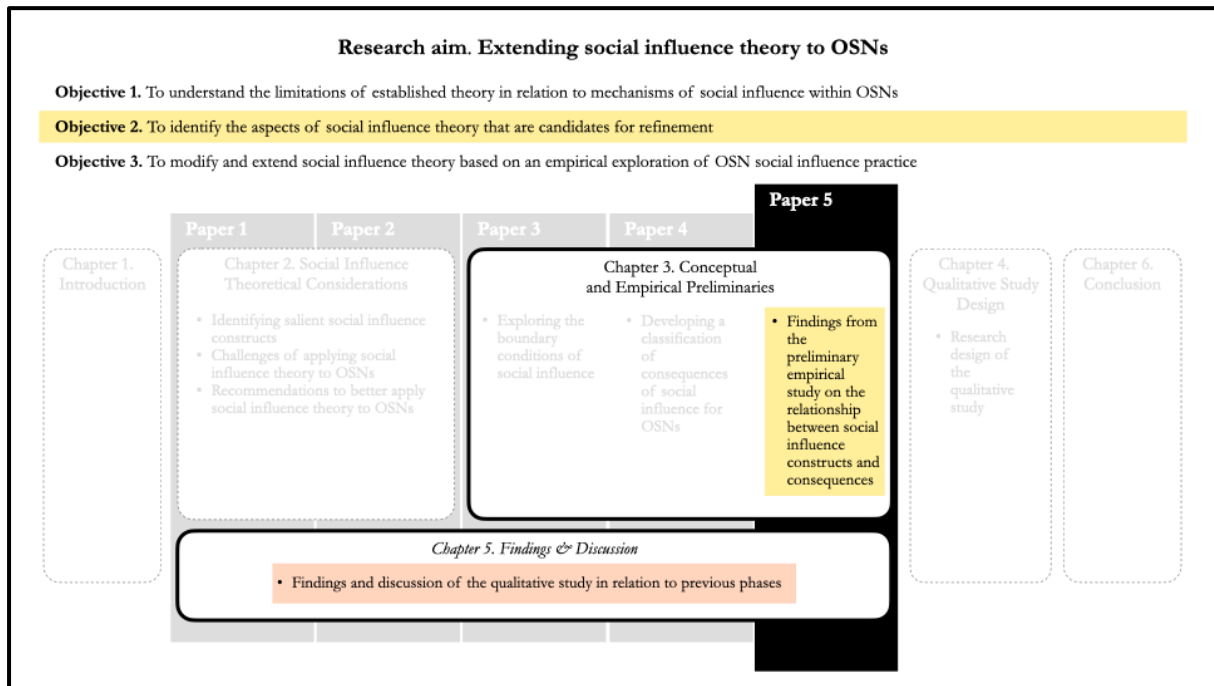 Research aim. Extending social influence theory to OSNs
Objective 1. To understand the limitations of established theory in relation to mechanisms of social influence within OSNs
Objective 2. To identify the aspects of social influence theory that are candidates for refinement
Objective 3. To modify and extend social influence theory based on an empirical exploration of OSN social influence practice
Paper 1
Paper 2
Paper 3
Paper 4
Paper 5
Chapter 1.
Introduction
Chapter 2. Social Influence
Theoretical Considerations
• Identifying salient social influence
constructs
• Challenges of applying social
influence theory to OSNs
• Recommendations to better apply
social influence theory to OSNs
Chapter 3. Conceptual
and Empirical Preliminaries
• Exploring the
boundary
conditions of
social influence
• Developing a
classification
of
consequences
of social
influence for
OSNs
• Findings from
the
preliminary
empirical
study on the
relationship
between social
influence
constructs and
consequences
Chapter 4.
Qualitative Study
Design
• Research
design of
the
qualitative
study
Chapter 6.
Conclusion
Chapter 5. Findings & Discussion
• Findings and discussion of the qualitative study in relation to previous phases